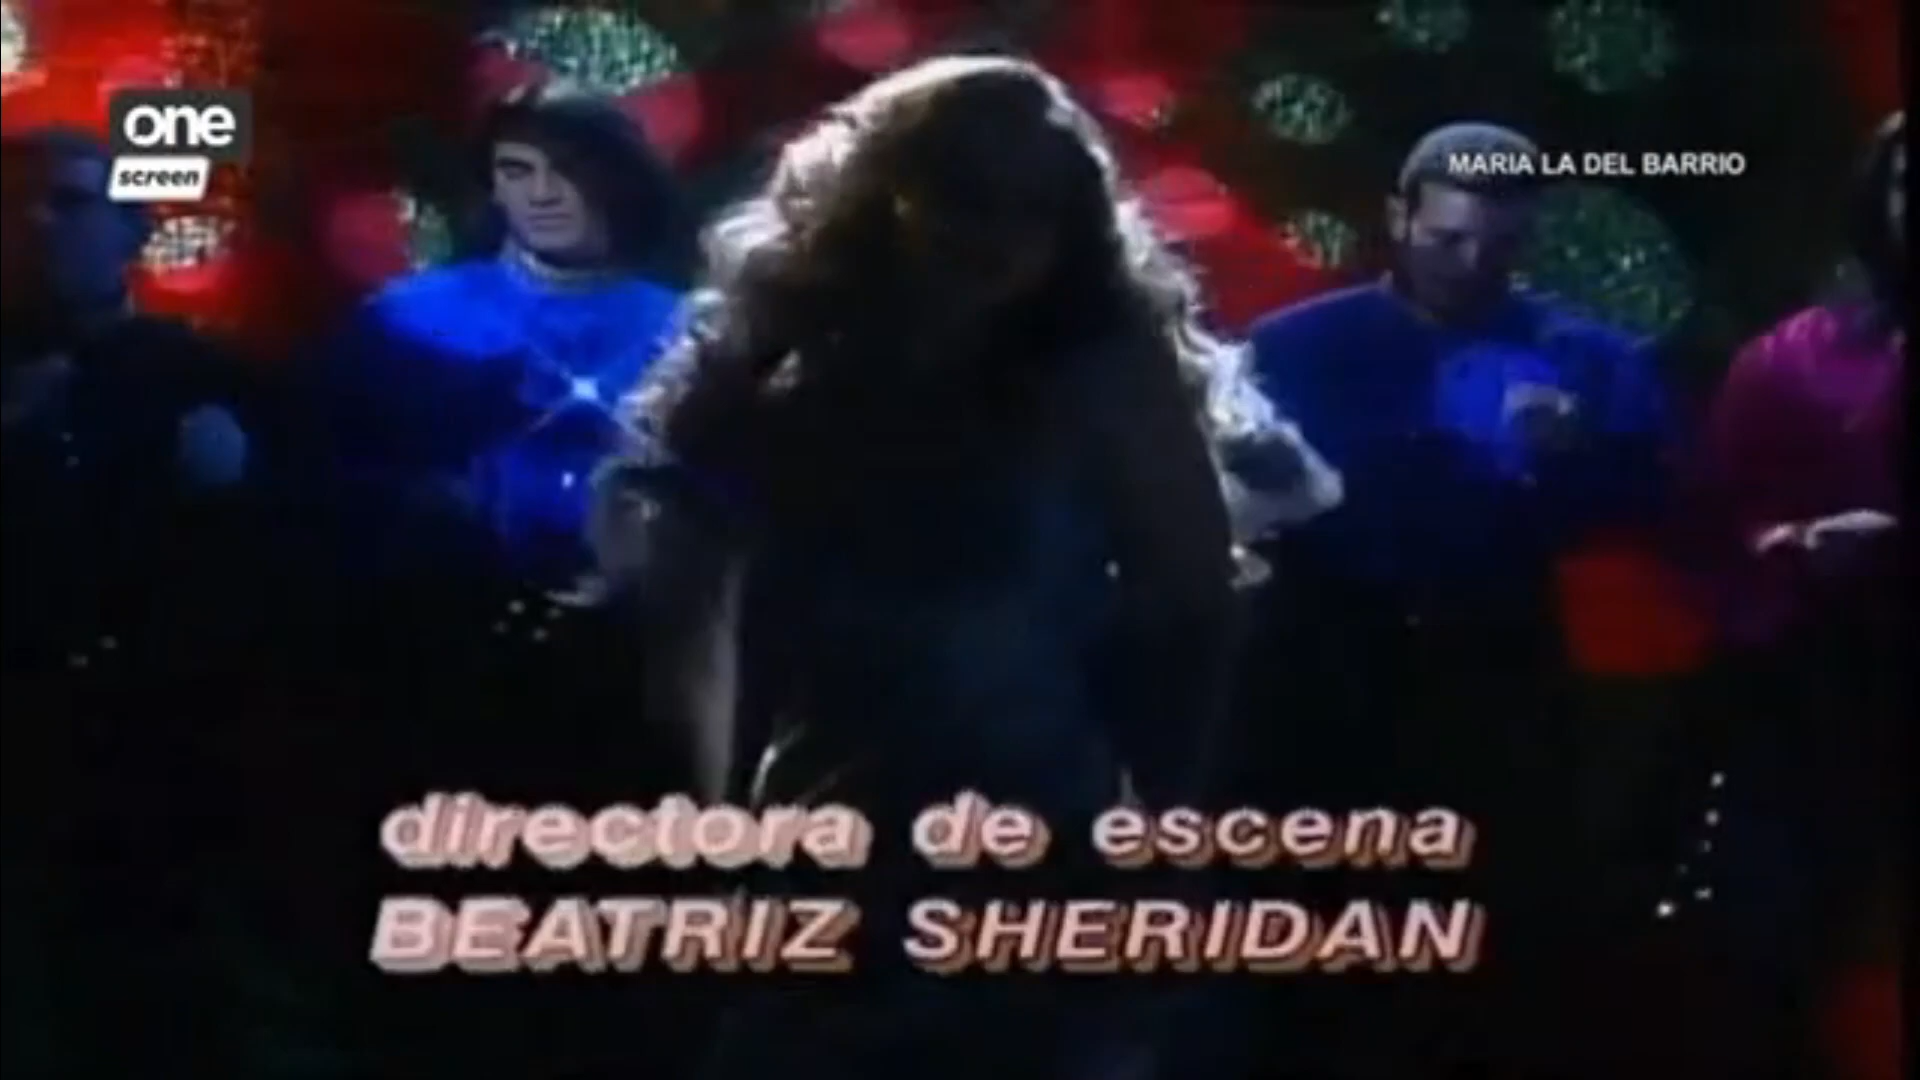 one
screen
MARIA LA DEL BARRIO
directora de escena
BEATRIZ SHERIDAN